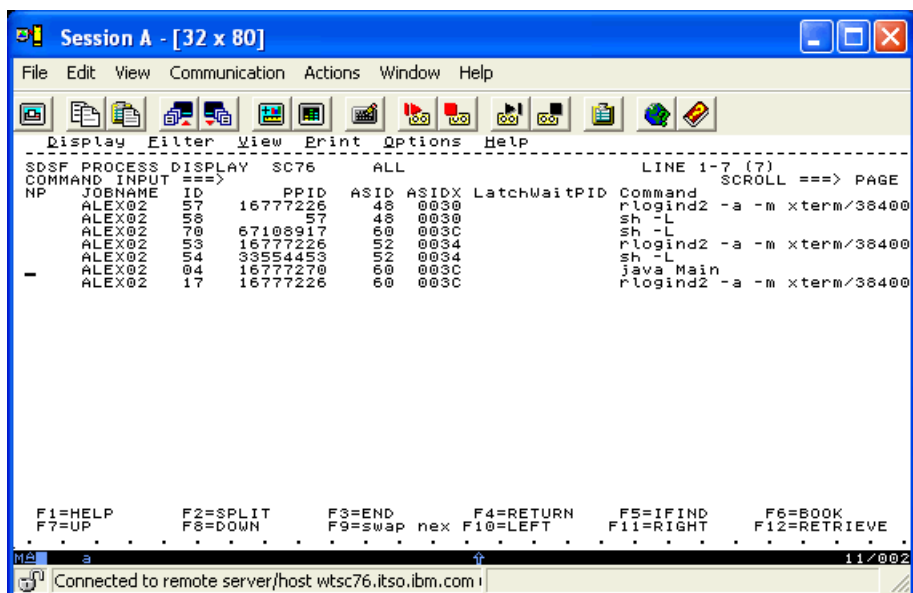 Session A - [32 x 80]
File Edit View Communication Actions Window Help
Display Filter View Print Options Help
SDSF PROCESS DISPLAY SC76 ALL LINE 1-7 (7)
COMMAND INPUT ===> SCROLL ===> PAGE
NP JOBNAME ID PPID ASID ASIDX LatchWaitPID Command
ALEX02 57 16777226 48 0030 rlogind2 -a -m xterm/38400
ALEX02 58 57 48 0030 sh -L
ALEX02 70 67108917 60 003C sh -L
ALEX02 53 16777226 52 0034 rlogind2 -a -m xterm/38400
ALEX02 54 33554453 52 0034 sh -L
_ ALEX02 04 16777270 60 003C java Main
ALEX02 17 16777226 60 003C rlogind2 -a -m xterm/38400
F1=HELP F2=SPLIT F3=END F4=RETURN F5=IFIND F6=BOOK
F7=UP F8=DOWN F9=swap nex F10=LEFT F11=RIGHT F12=RETRIEVE
MA a 11/002
Connected to remote server/host wtsc76.itso.ibm.com